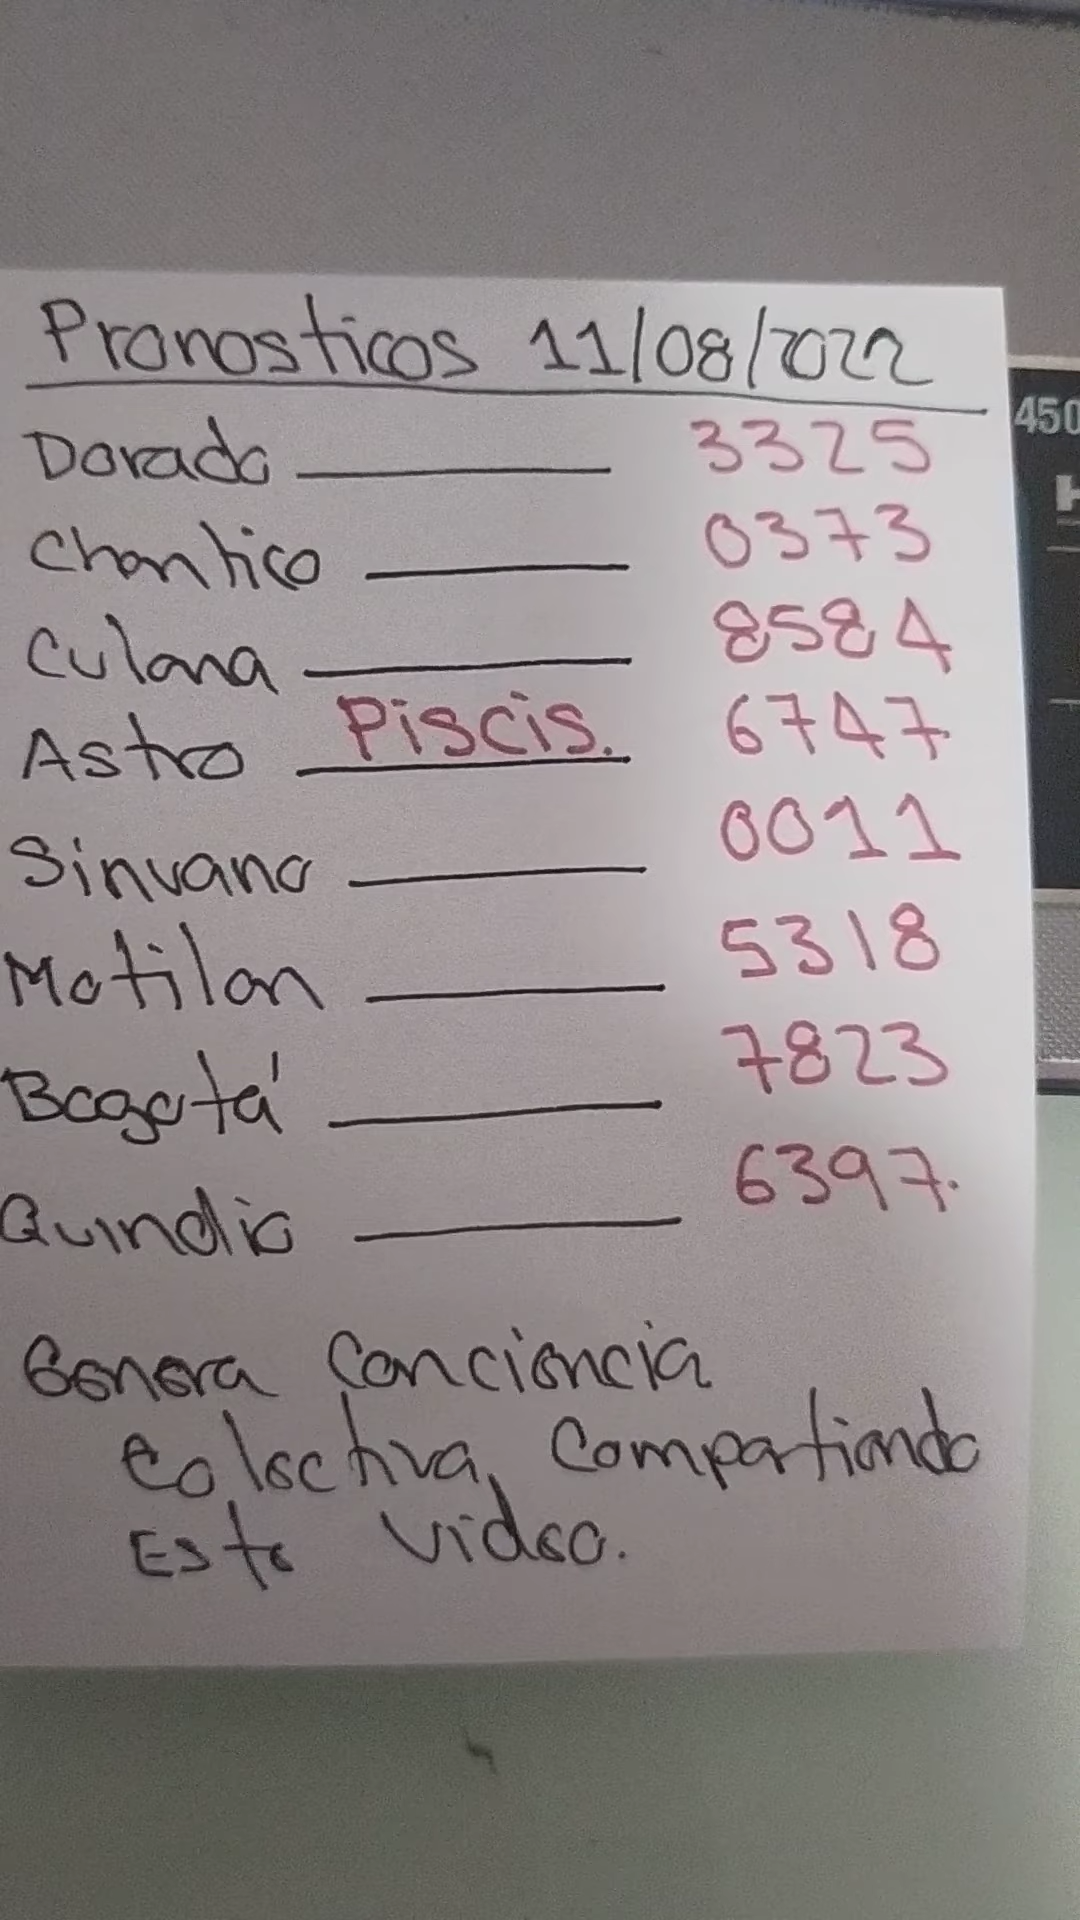 Pronosticos 11/08/2022
Dorado 3325
Chontico 0373
Culona 8584
Astro Piscis. 6747
Sinuano 0011
Motilon 5318
Bogotá 7823
Quindio 6397.
Genera Conciencia
Colectiva, Compartiendo
Este Video.
450
H